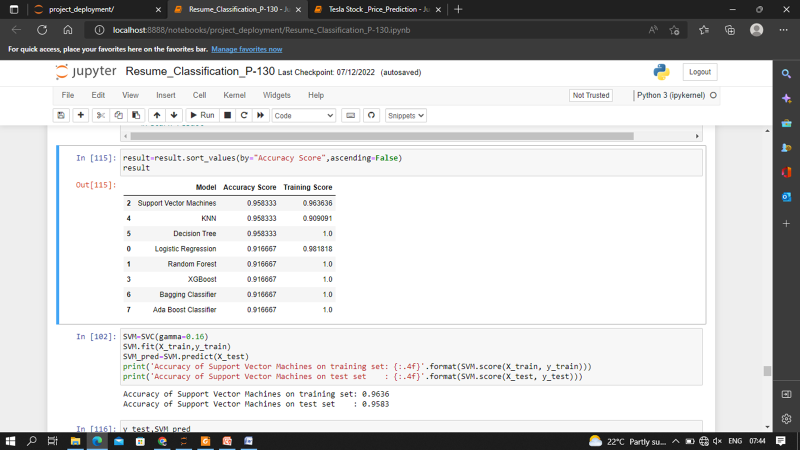 project_deployment/
Resume_Classification_P-130 - Ju
Tesla Stock _Price_Prediction - Ju
localhost:8888/notebooks/project_deployment/Resume_Classification_P-130.ipynb
For quick access, place your favorites here on the favorites bar. Manage favorites now
jupyter Resume_Classification_P-130 Last Checkpoint: 07/12/2022 (autosaved)
Logout
File Edit View Insert Cell Kernel Widgets Help
Not Trusted Python 3 (ipykernel)
Run Code Snippets
In [115]: result=result.sort_values(by="Accuracy Score",ascending=False)
result
Out[115]:
Model Accuracy Score Training Score
2 Support Vector Machines 0.958333 0.963636
4 KNN 0.958333 0.909091
5 Decision Tree 0.958333 1.0
0 Logistic Regression 0.916667 0.981818
1 Random Forest 0.916667 1.0
3 XGBoost 0.916667 1.0
6 Bagging Classifier 0.916667 1.0
7 Ada Boost Classifier 0.916667 1.0
In [102]: SVM=SVC(gamma=0.16)
SVM.fit(X_train,y_train)
SVM_pred=SVM.predict(X_test)
print('Accuracy of Support Vector Machines on training set: {:.4f}'.format(SVM.score(X_train, y_train)))
print('Accuracy of Support Vector Machines on test set    : {:.4f}'.format(SVM.score(X_test, y_test)))
Accuracy of Support Vector Machines on training set: 0.9636
Accuracy of Support Vector Machines on test set    : 0.9583
In [116]: y_test,SVM_pred
22°C Partly su... ENG 07:44